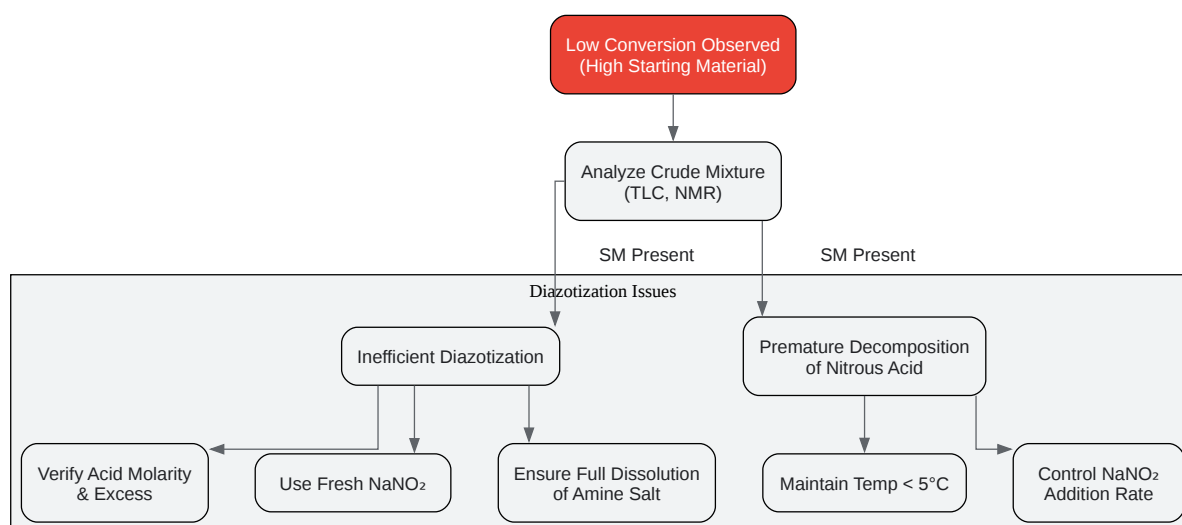 Low Conversion Observed
(High Starting Material)
Analyze Crude Mixture
(TLC, NMR)
SM Present
SM Present
Diazotization Issues
Inefficient Diazotization
Premature Decomposition
of Nitrous Acid
Verify Acid Molarity
& Excess
Use Fresh NaNO₂
Ensure Full Dissolution
of Amine Salt
Maintain Temp < 5°C
Control NaNO₂
Addition Rate